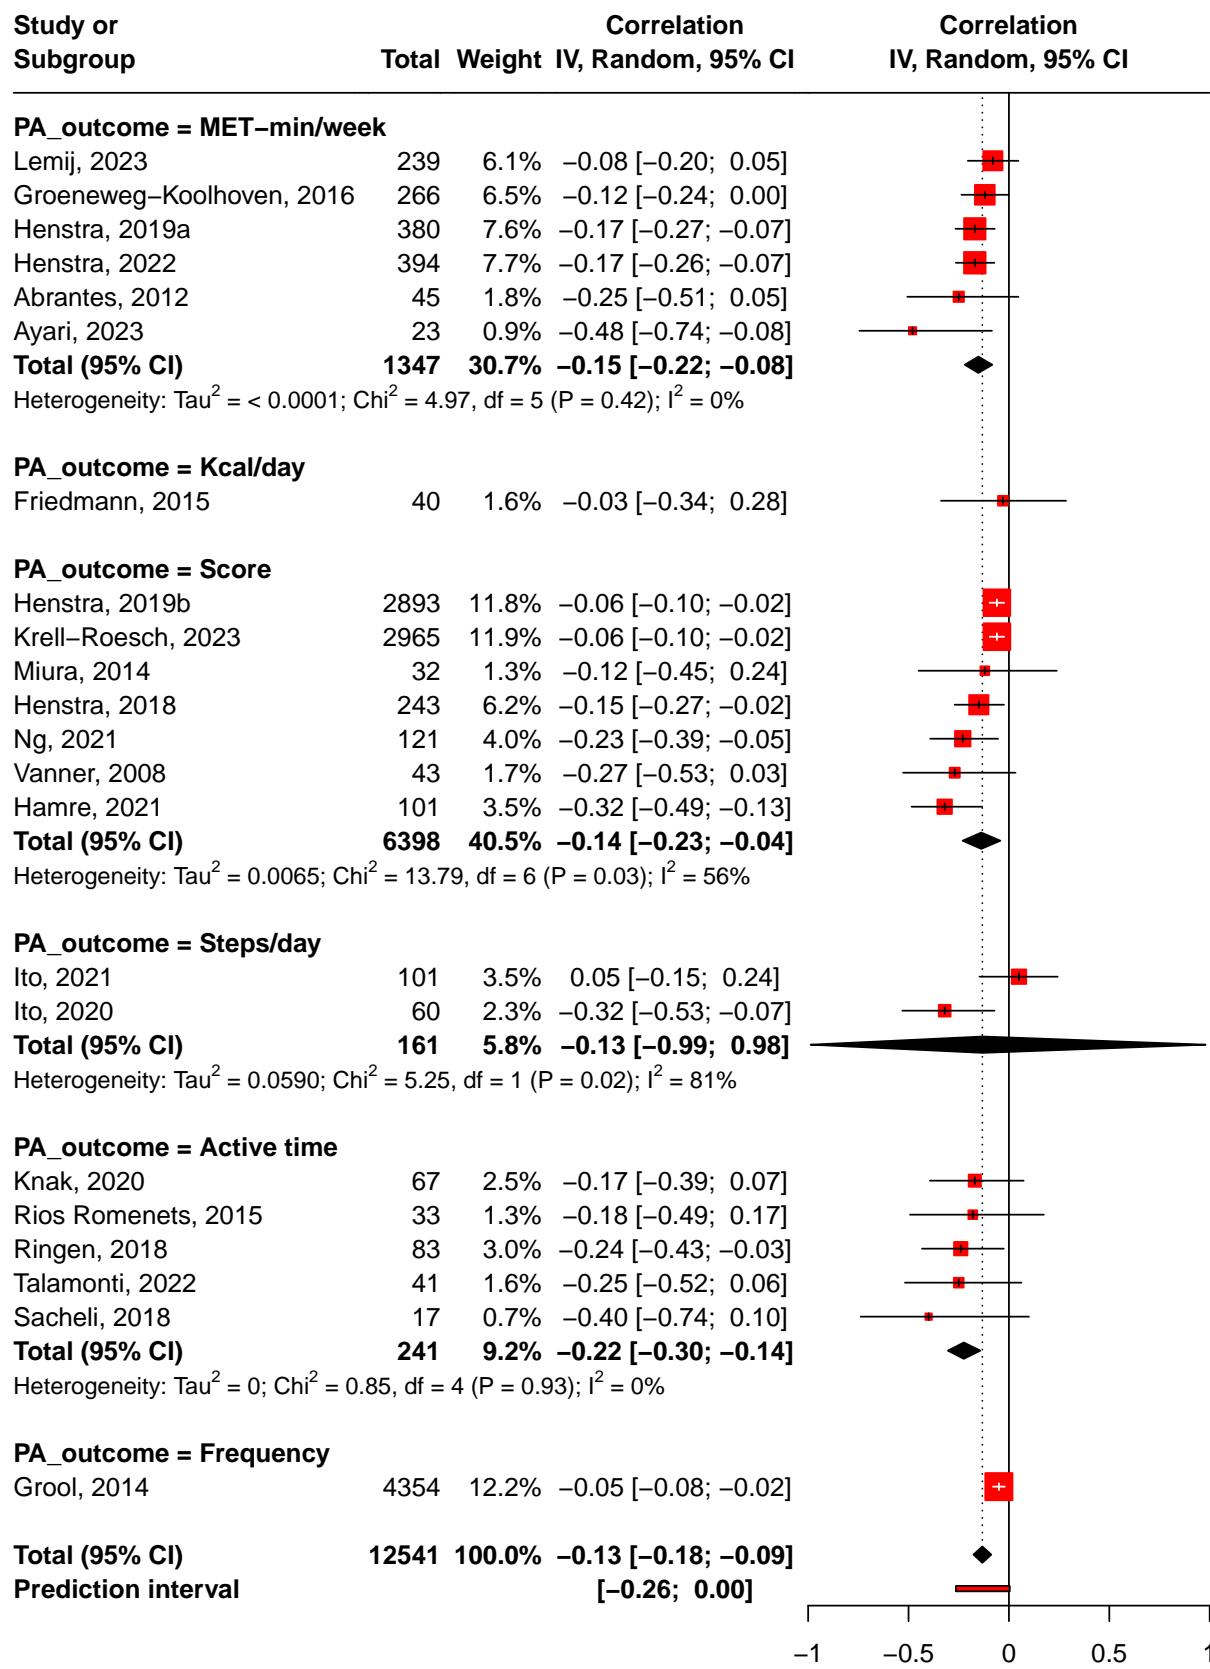 Study or Correlation Correlation
Subgroup Total Weight IV, Random, 95% CI IV, Random, 95% CI
PA_outcome = MET−min/week
Lemij, 2023 239 6.1% −0.08 [−0.20; 0.05]
Groeneweg−Koolhoven, 2016 266 6.5% −0.12 [−0.24; 0.00]
Henstra, 2019a 380 7.6% −0.17 [−0.27; −0.07]
Henstra, 2022 394 7.7% −0.17 [−0.26; −0.07]
Abrantes, 2012 45 1.8% −0.25 [−0.51; 0.05]
Ayari, 2023 23 0.9% −0.48 [−0.74; −0.08]
Total (95% CI) 1347 30.7% −0.15 [−0.22; −0.08]
Heterogeneity: Tau² = < 0.0001; Chi² = 4.97, df = 5 (P = 0.42); I² = 0%
PA_outcome = Kcal/day
Friedmann, 2015 40 1.6% −0.03 [−0.34; 0.28]
PA_outcome = Score
Henstra, 2019b 2893 11.8% −0.06 [−0.10; −0.02]
Krell−Roesch, 2023 2965 11.9% −0.06 [−0.10; −0.02]
Miura, 2014 32 1.3% −0.12 [−0.45; 0.24]
Henstra, 2018 243 6.2% −0.15 [−0.27; −0.02]
Ng, 2021 121 4.0% −0.23 [−0.39; −0.05]
Vanner, 2008 43 1.7% −0.27 [−0.53; 0.03]
Hamre, 2021 101 3.5% −0.32 [−0.49; −0.13]
Total (95% CI) 6398 40.5% −0.14 [−0.23; −0.04]
Heterogeneity: Tau² = 0.0065; Chi² = 13.79, df = 6 (P = 0.03); I² = 56%
PA_outcome = Steps/day
Ito, 2021 101 3.5% 0.05 [−0.15; 0.24]
Ito, 2020 60 2.3% −0.32 [−0.53; −0.07]
Total (95% CI) 161 5.8% −0.13 [−0.99; 0.98]
Heterogeneity: Tau² = 0.0590; Chi² = 5.25, df = 1 (P = 0.02); I² = 81%
PA_outcome = Active time
Knak, 2020 67 2.5% −0.17 [−0.39; 0.07]
Rios Romenets, 2015 33 1.3% −0.18 [−0.49; 0.17]
Ringen, 2018 83 3.0% −0.24 [−0.43; −0.03]
Talamonti, 2022 41 1.6% −0.25 [−0.52; 0.06]
Sacheli, 2018 17 0.7% −0.40 [−0.74; 0.10]
Total (95% CI) 241 9.2% −0.22 [−0.30; −0.14]
Heterogeneity: Tau² = 0; Chi² = 0.85, df = 4 (P = 0.93); I² = 0%
PA_outcome = Frequency
Grool, 2014 4354 12.2% −0.05 [−0.08; −0.02]
Total (95% CI) 12541 100.0% −0.13 [−0.18; −0.09]
Prediction interval [−0.26; 0.00]
−1 −0.5 0 0.5 1